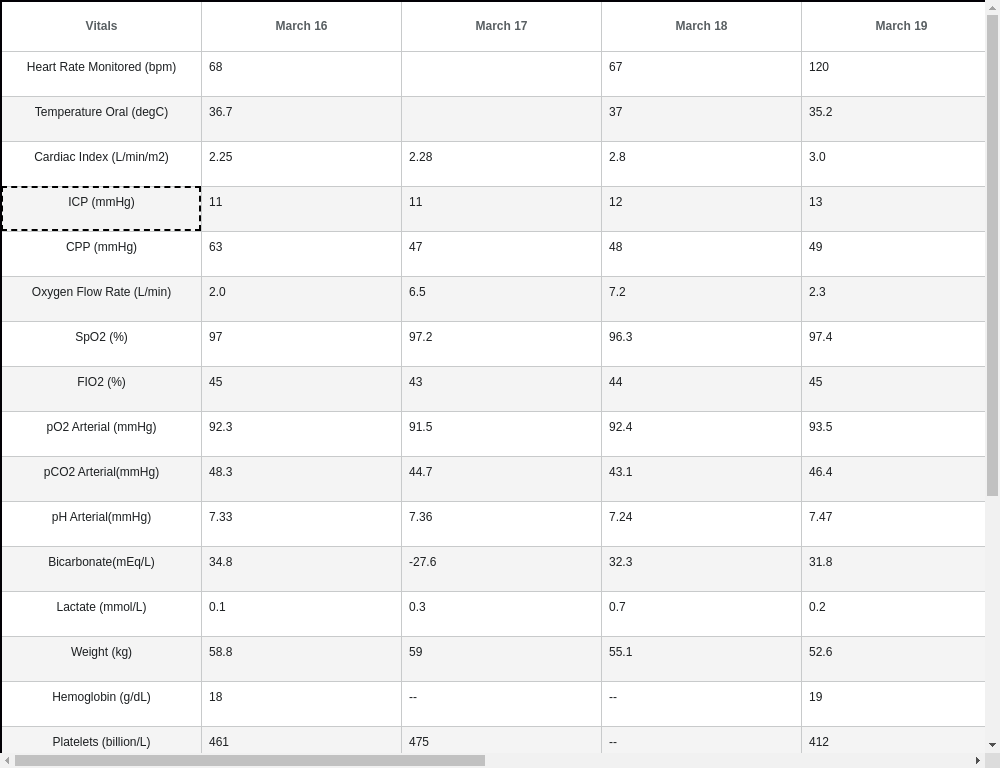 Vitals March 16 March 17 March 18 March 19
Heart Rate Monitored (bpm) 68 67 120
Temperature Oral (degC) 36.7 37 35.2
Cardiac Index (L/min/m2) 2.25 2.28 2.8 3.0
ICP (mmHg) 11 11 12 13
CPP (mmHg) 63 47 48 49
Oxygen Flow Rate (L/min) 2.0 6.5 7.2 2.3
SpO2 (%) 97 97.2 96.3 97.4
FIO2 (%) 45 43 44 45
pO2 Arterial (mmHg) 92.3 91.5 92.4 93.5
pCO2 Arterial(mmHg) 48.3 44.7 43.1 46.4
pH Arterial(mmHg) 7.33 7.36 7.24 7.47
Bicarbonate(mEq/L) 34.8 -27.6 32.3 31.8
Lactate (mmol/L) 0.1 0.3 0.7 0.2
Weight (kg) 58.8 59 55.1 52.6
Hemoglobin (g/dL) 18 -- -- 19
Platelets (billion/L) 461 475 -- 412